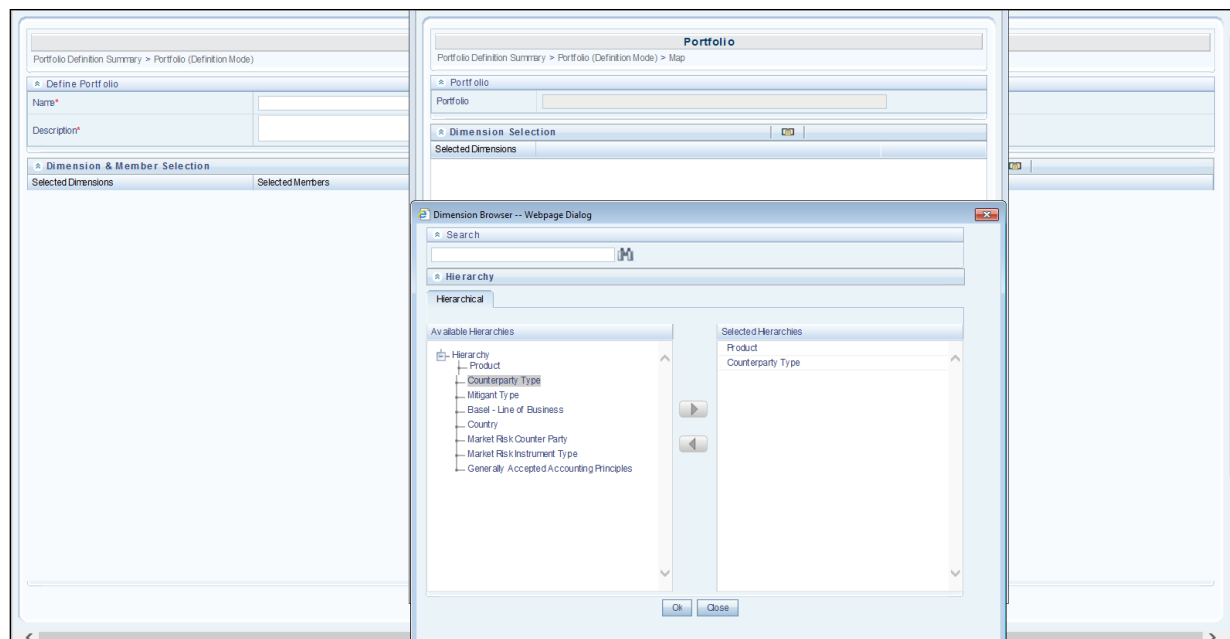 Portfolio Definition Summary > Portfolio (Definition Mode)
Define Portfolio
Name*
Description*
Dimension & Member Selection
Selected Dimensions Selected Members
Portfolio
Portfolio Definition Summary > Portfolio (Definition Mode) > Map
Portfolio
Portfolio
Dimension Selection
Selected Dimensions
Dimension Browser -- Webpage Dialog
Search
Hierarchy
Hierarchical
Available Hierarchies
Hierarchy
Product
Counterparty Type
Mitigant Type
Basel - Line of Business
Country
Market Risk Counter Party
Market Risk Instrument Type
Generally Accepted Accounting Principles
Selected Hierarchies
Product
Counterparty Type
Ok Close